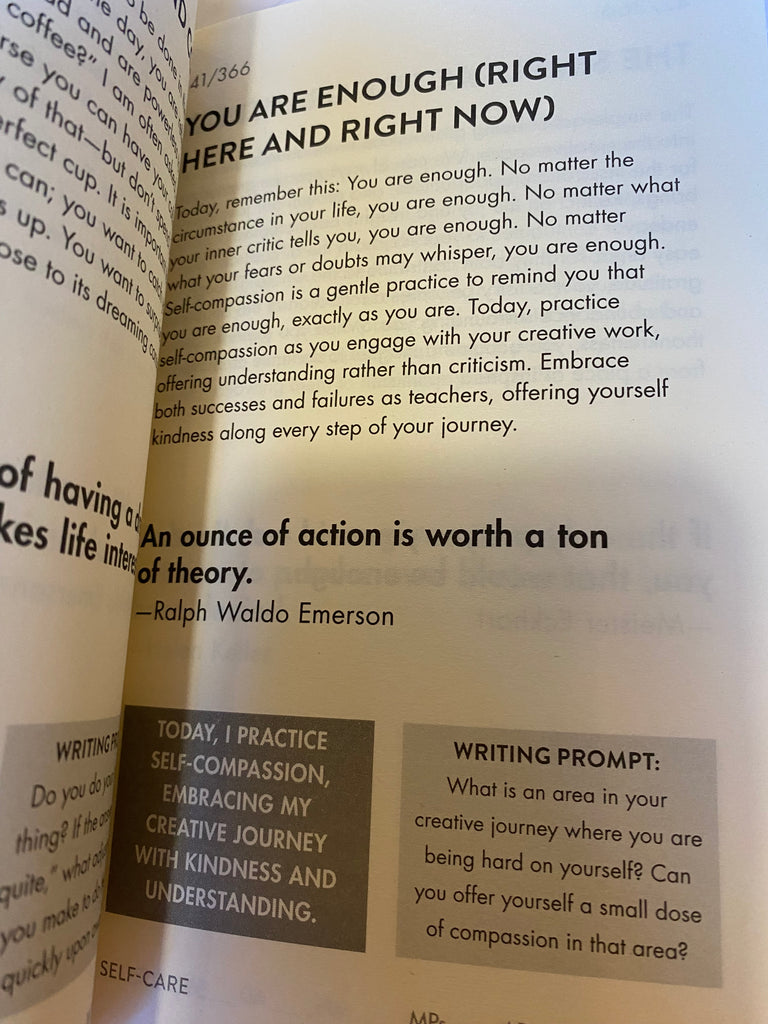 be done
the day, you are
and are powerless
coffee?" I am often
you can have your
of that—but don't
perfect cup. It is
can; you want to
up. You want to
to its dreaming
of having a
life
WRITING
Do you do
thing? If the
quite," what
you make to
quickly upon
41/366
YOU ARE ENOUGH (RIGHT
HERE AND RIGHT NOW)
Today, remember this: You are enough. No matter the
circumstance in your life, you are enough. No matter what
your inner critic tells you, you are enough. No matter
what your fears or doubts may whisper, you are enough.
Self-compassion is a gentle practice to remind you that
you are enough, exactly as you are. Today, practice
self-compassion as you engage with your creative work,
offering understanding rather than criticism. Embrace
both successes and failures as teachers, offering yourself
kindness along every step of your journey.
An ounce of action is worth a ton
of theory.
—Ralph Waldo Emerson
TODAY, I PRACTICE
SELF-COMPASSION,
EMBRACING MY
CREATIVE JOURNEY
WITH KINDNESS AND
UNDERSTANDING.
WRITING PROMPT:
What is an area in your
creative journey where you are
being hard on yourself? Can
you offer yourself a small dose
of compassion in that area?
SELF-CARE